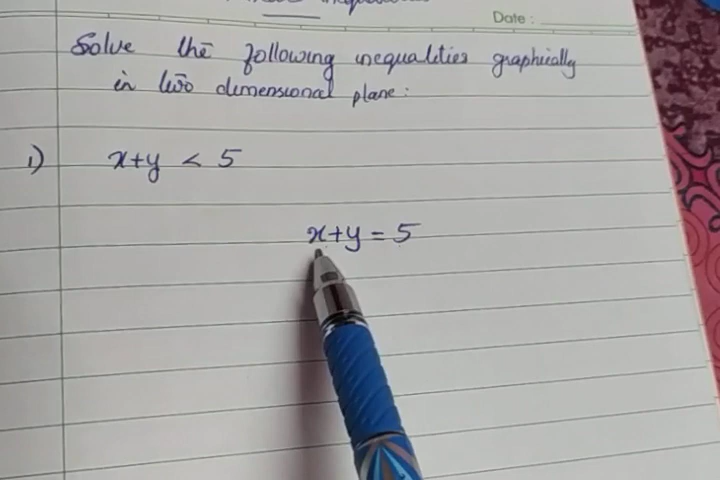 Date :
Solve the following inequalities graphically
in two dimensional plane :
1) x+y < 5
x+y = 5